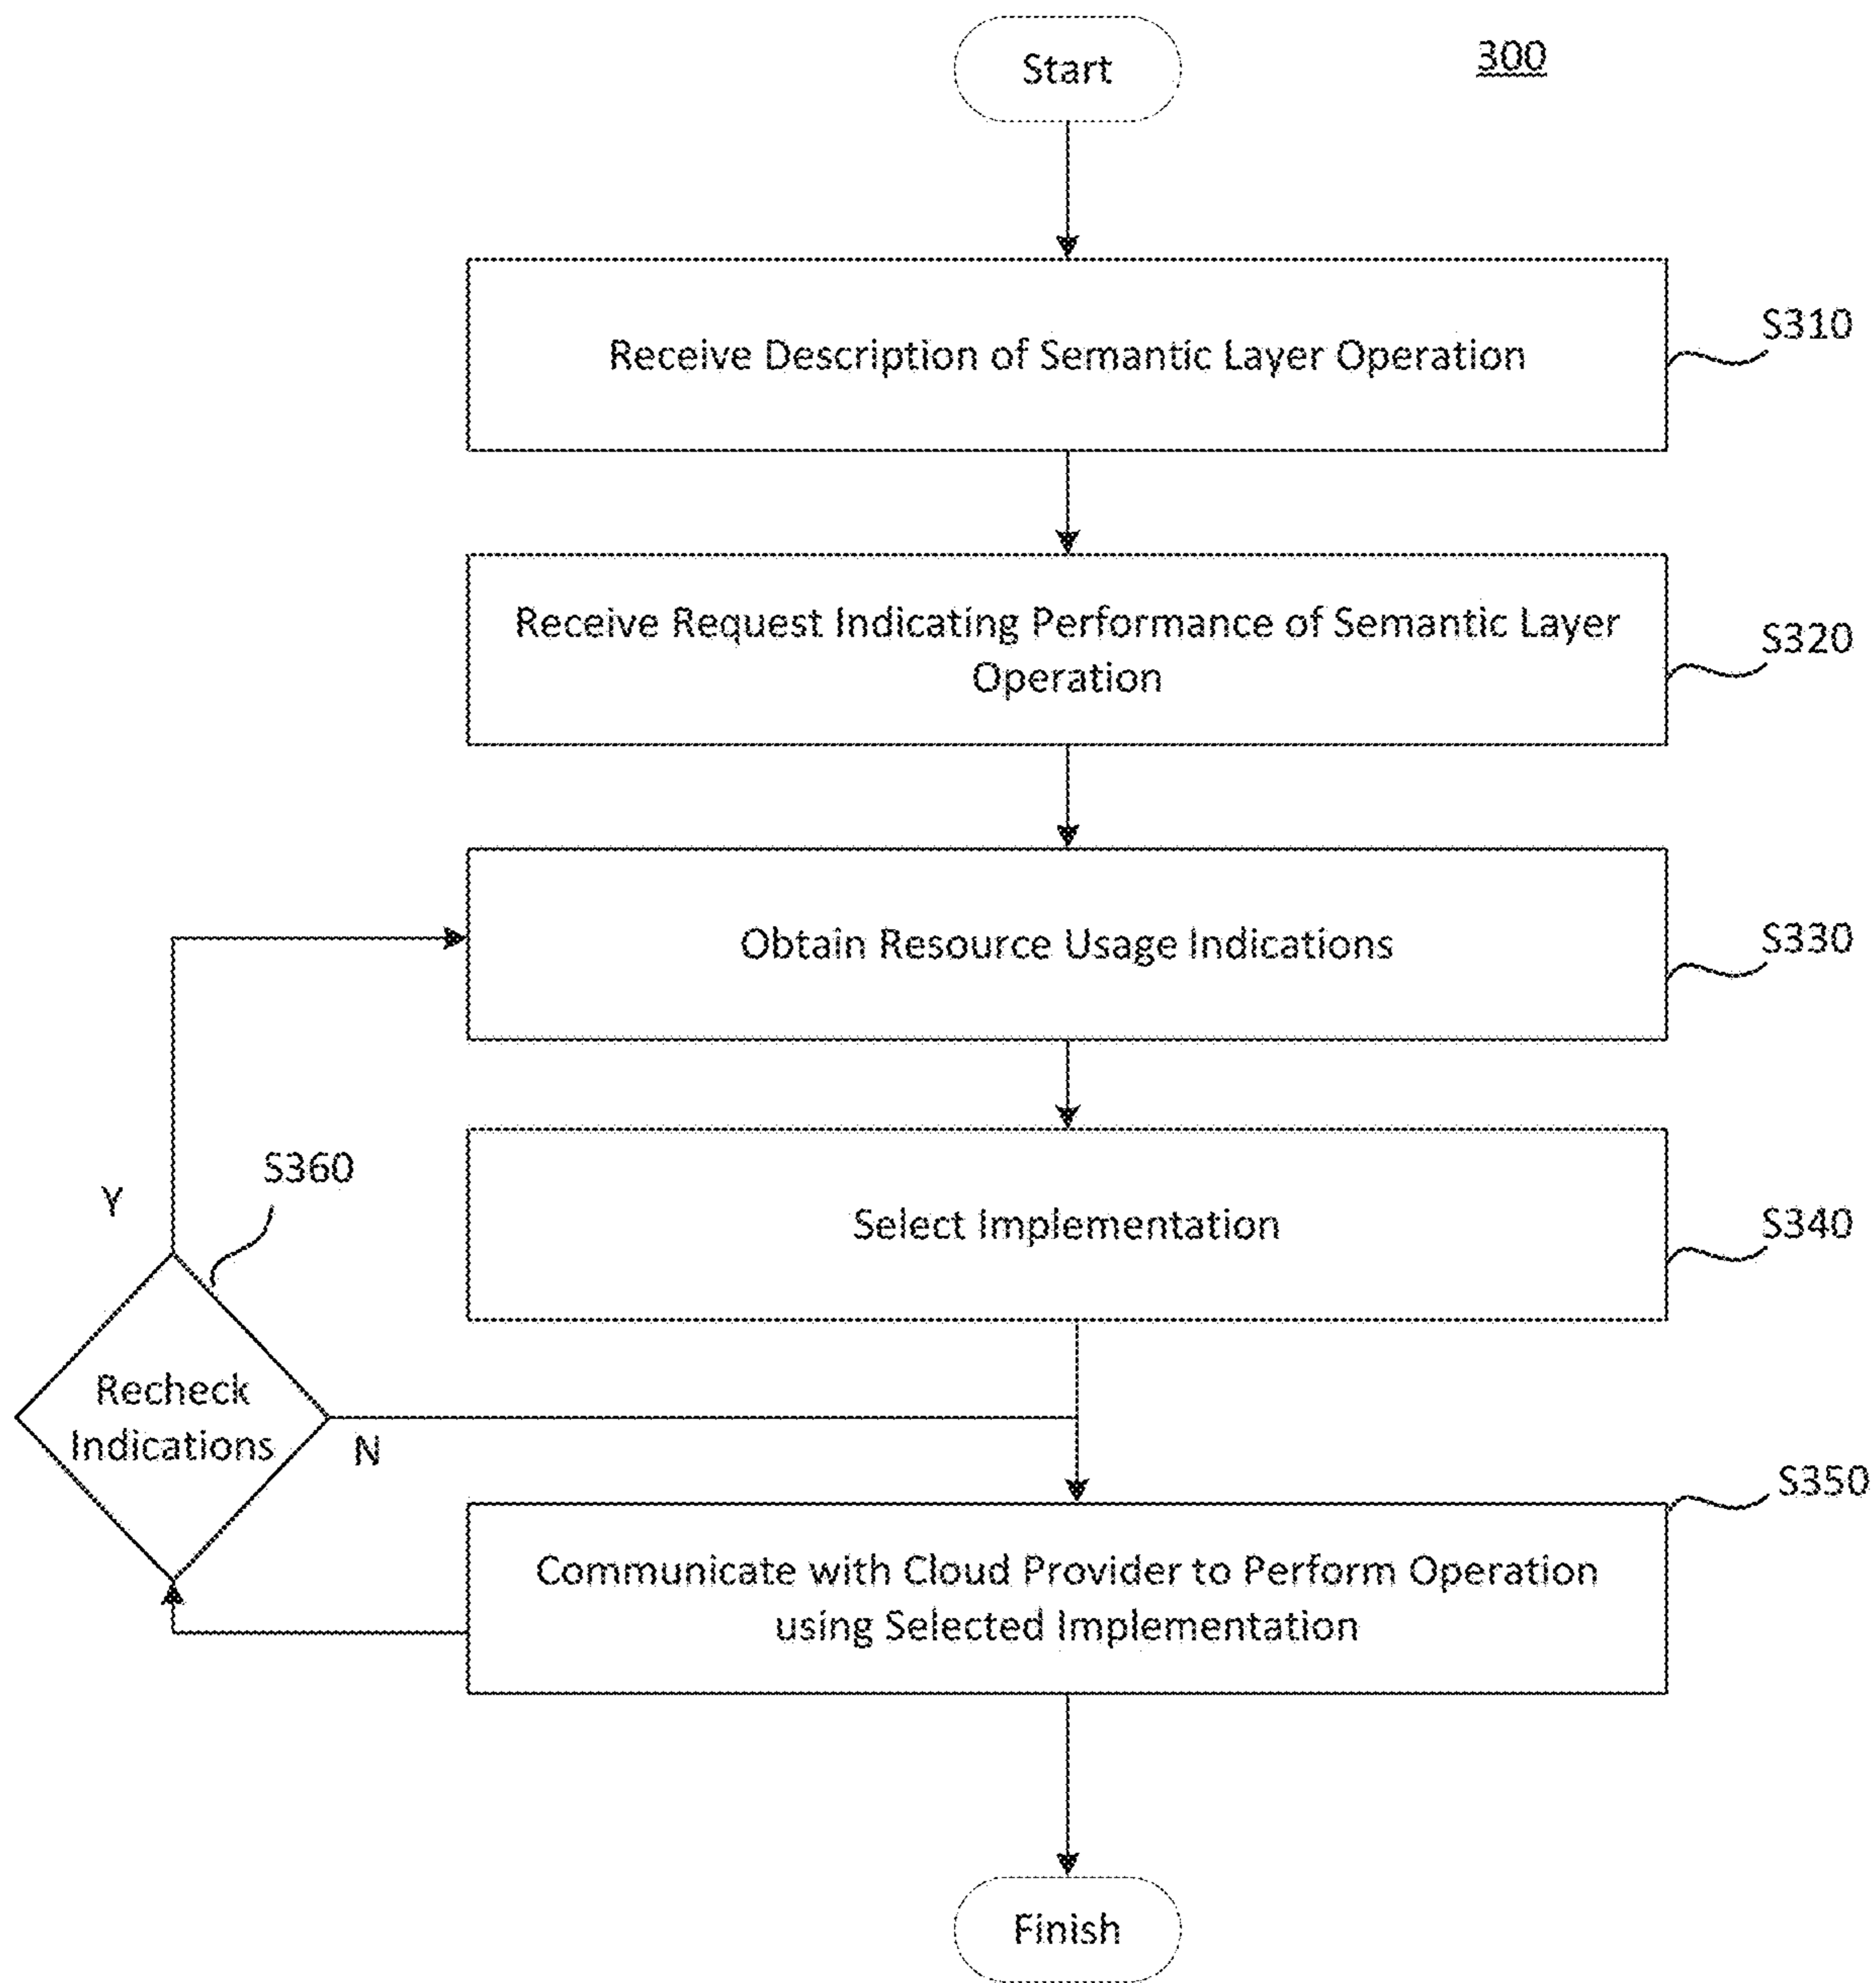 Start
300
Receive Description of Semantic Layer Operation
S310
Receive Request Indicating Performance of Semantic Layer
Operation
S320
Obtain Resource Usage Indications
S330
S360
Y
Select Implementation
S340
Recheck
Indications
N
S350
Communicate with Cloud Provider to Perform Operation
using Selected Implementation
Finish